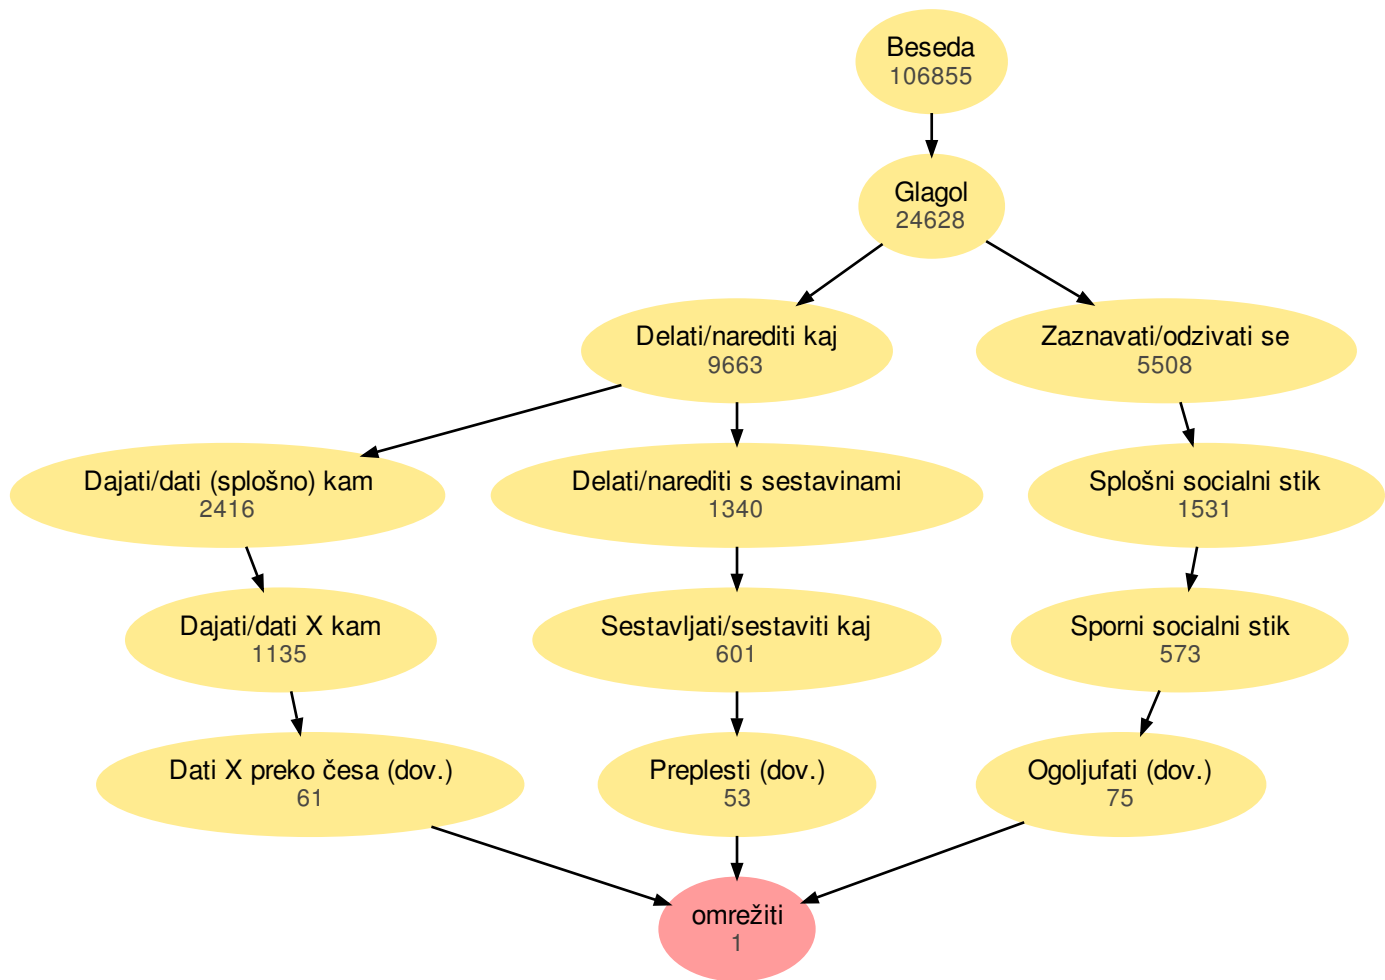 Beseda
106855
Glagol
24628
Delati/narediti kaj
9663
Zaznavati/odzivati se
5508
Dajati/dati (splošno) kam
2416
Delati/narediti s sestavinami
1340
Splošni socialni stik
1531
Dajati/dati X kam
1135
Sestavljati/sestaviti kaj
601
Sporni socialni stik
573
Dati X preko česa (dov.)
61
Preplesti (dov.)
53
Ogoljufati (dov.)
75
omrežiti
1